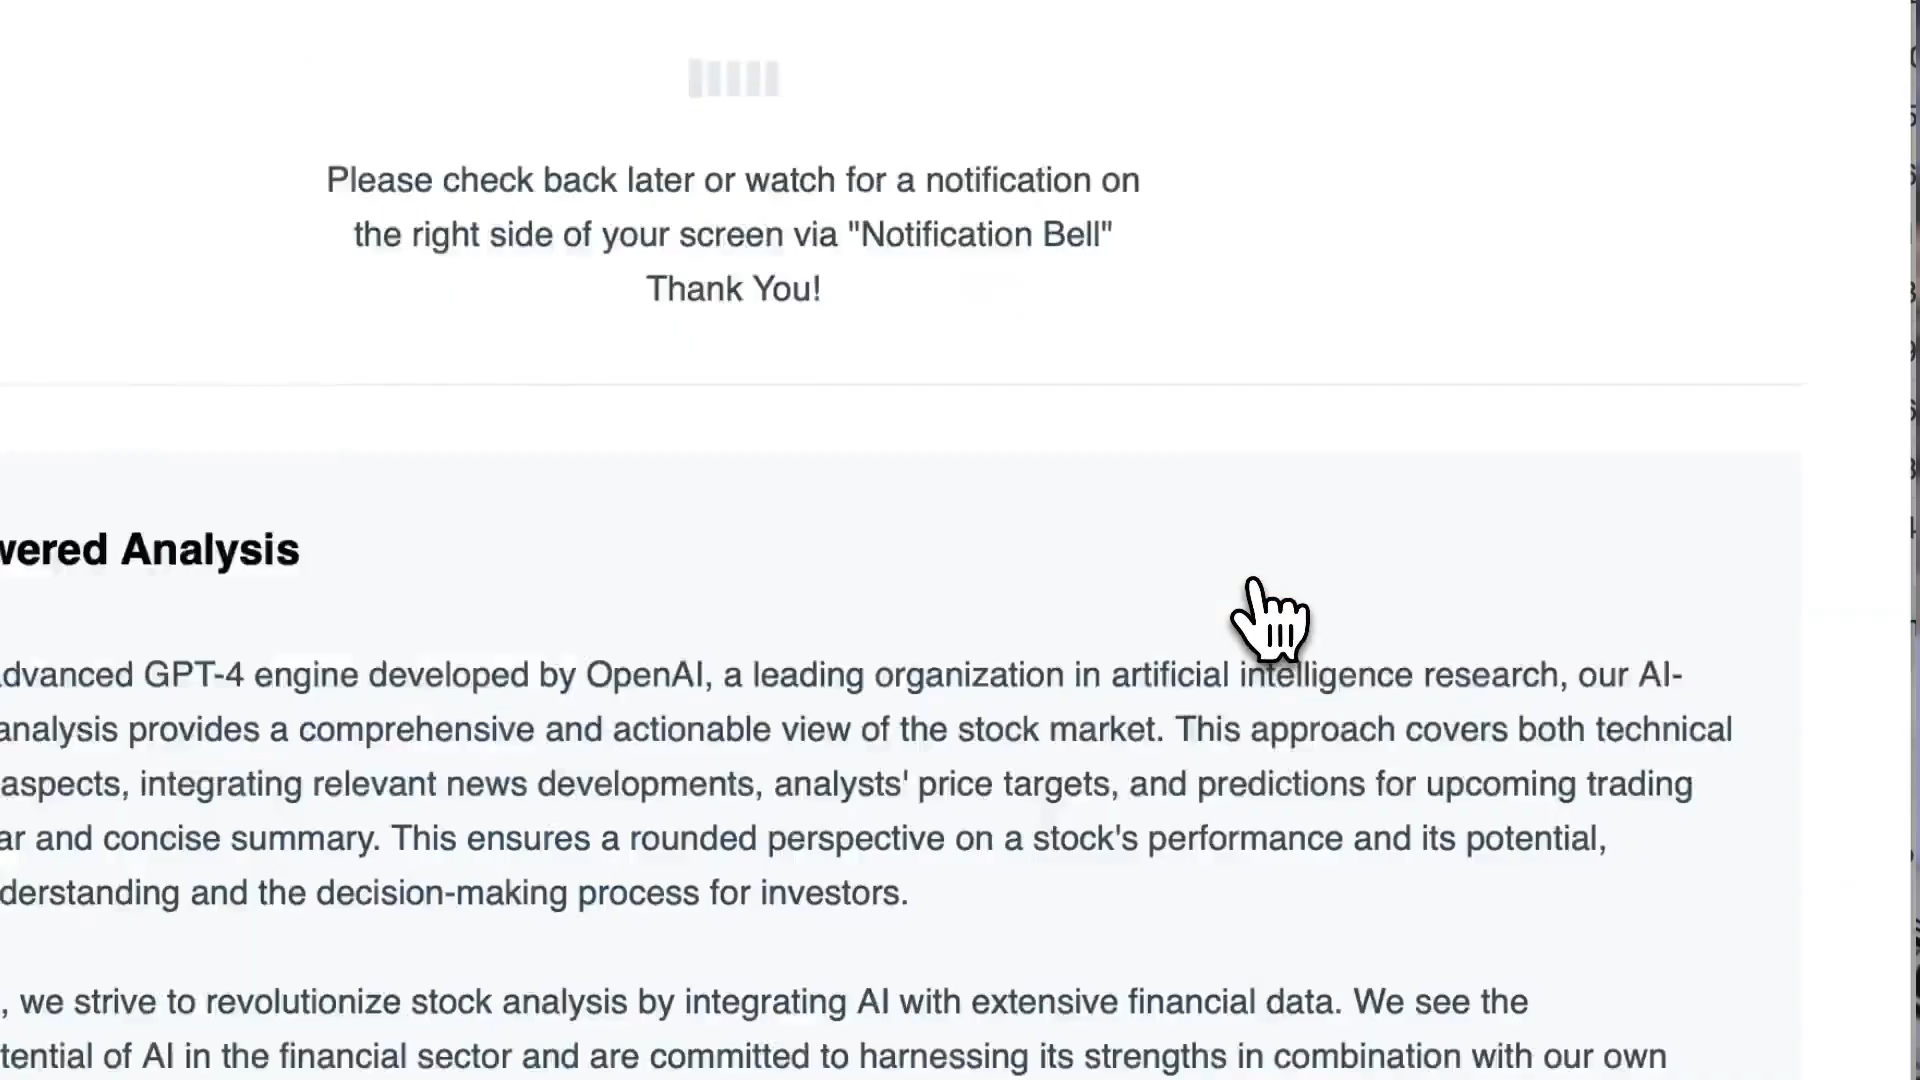 Please check back later or watch for a notification on
the right side of your screen via "Notification Bell"
Thank You!
wered Analysis
dvanced GPT-4 engine developed by OpenAI, a leading organization in artificial intelligence research, our AI-
analysis provides a comprehensive and actionable view of the stock market. This approach covers both technical
aspects, integrating relevant news developments, analysts' price targets, and predictions for upcoming trading
ar and concise summary. This ensures a rounded perspective on a stock's performance and its potential,
derstanding and the decision-making process for investors.
, we strive to revolutionize stock analysis by integrating AI with extensive financial data. We see the
tential of AI in the financial sector and are committed to harnessing its strengths in combination with our own